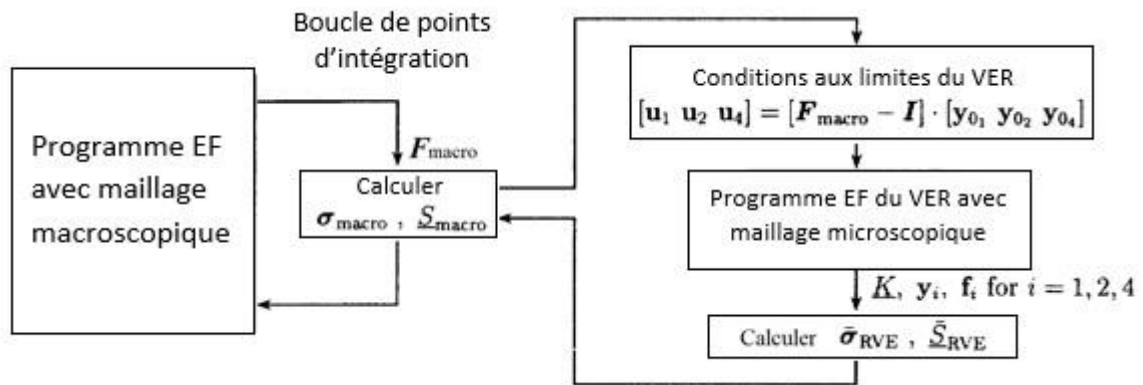 Boucle de points
d’intégration
Programme EF
avec maillage
macroscopique
F_macro
Calculer
σ_macro , S_macro
Conditions aux limites du VER
[u₁ u₂ u₄] = [F_macro − I] · [y₀₁ y₀₂ y₀₄]
Programme EF du VER avec
maillage microscopique
K, y_i, f_i for i = 1, 2, 4
Calculer σ̄_RVE , S̄_RVE